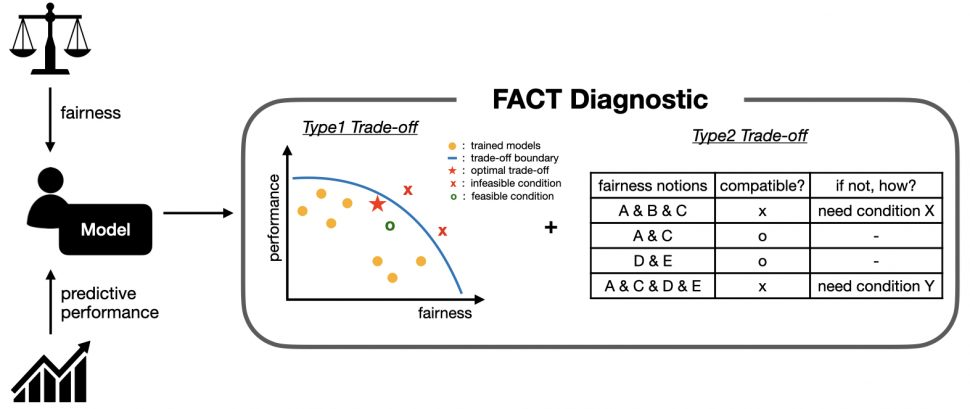 fairness
Model
predictive
performance
FACT Diagnostic
Type1 Trade-off
: trained models
: trade-off boundary
: optimal trade-off
x : infeasible condition
o : feasible condition
performance
x
o
x
fairness
+
Type2 Trade-off
fairness notions compatible? if not, how?
A & B & C x need condition X
A & C o -
D & E o -
A & C & D & E x need condition Y